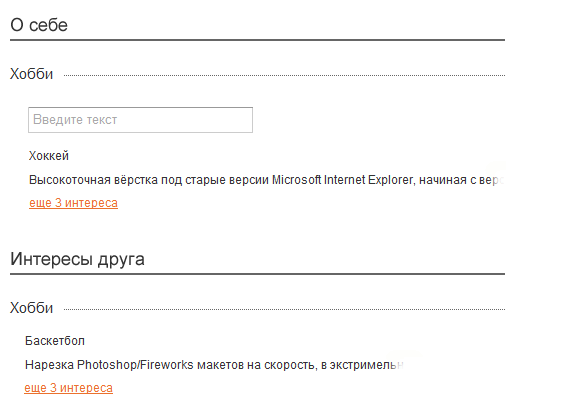 О себе
Хобби
Введите текст
Хоккей
Высокоточная вёрстка под старые версии Microsoft Internet Explorer, начиная с вер
еще 3 интереса
Интересы друга
Хобби
Баскетбол
Нарезка Photoshop/Fireworks макетов на скорость, в экстримельн
еще 3 интереса